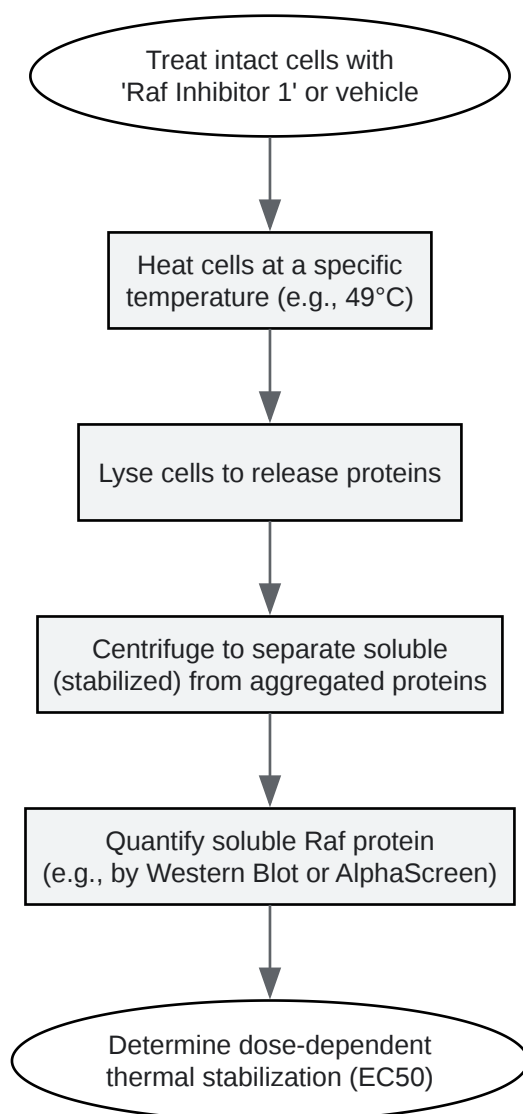 Treat intact cells with
'Raf Inhibitor 1' or vehicle
Heat cells at a specific
temperature (e.g., 49°C)
Lyse cells to release proteins
Centrifuge to separate soluble
(stabilized) from aggregated proteins
Quantify soluble Raf protein
(e.g., by Western Blot or AlphaScreen)
Determine dose-dependent
thermal stabilization (EC50)